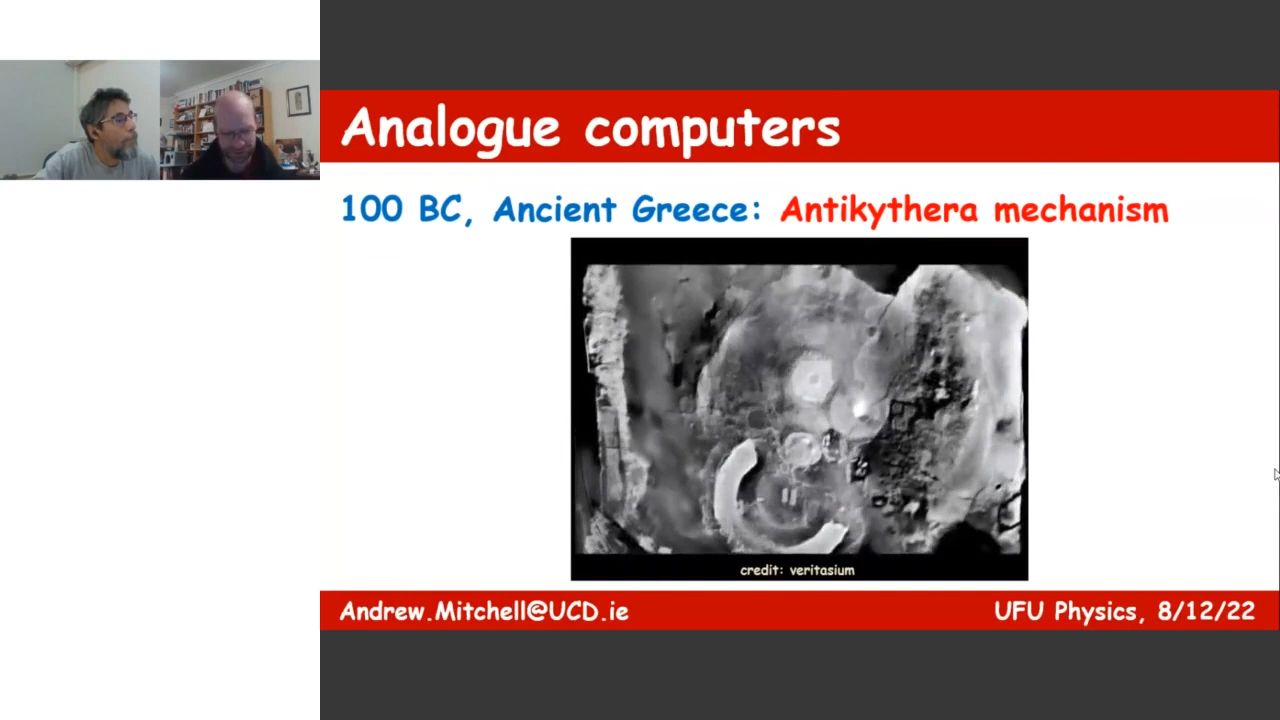 Analogue computers
100 BC, Ancient Greece: Antikythera mechanism
credit: veritasium
Andrew.Mitchell@UCD.ie
UFU Physics, 8/12/22